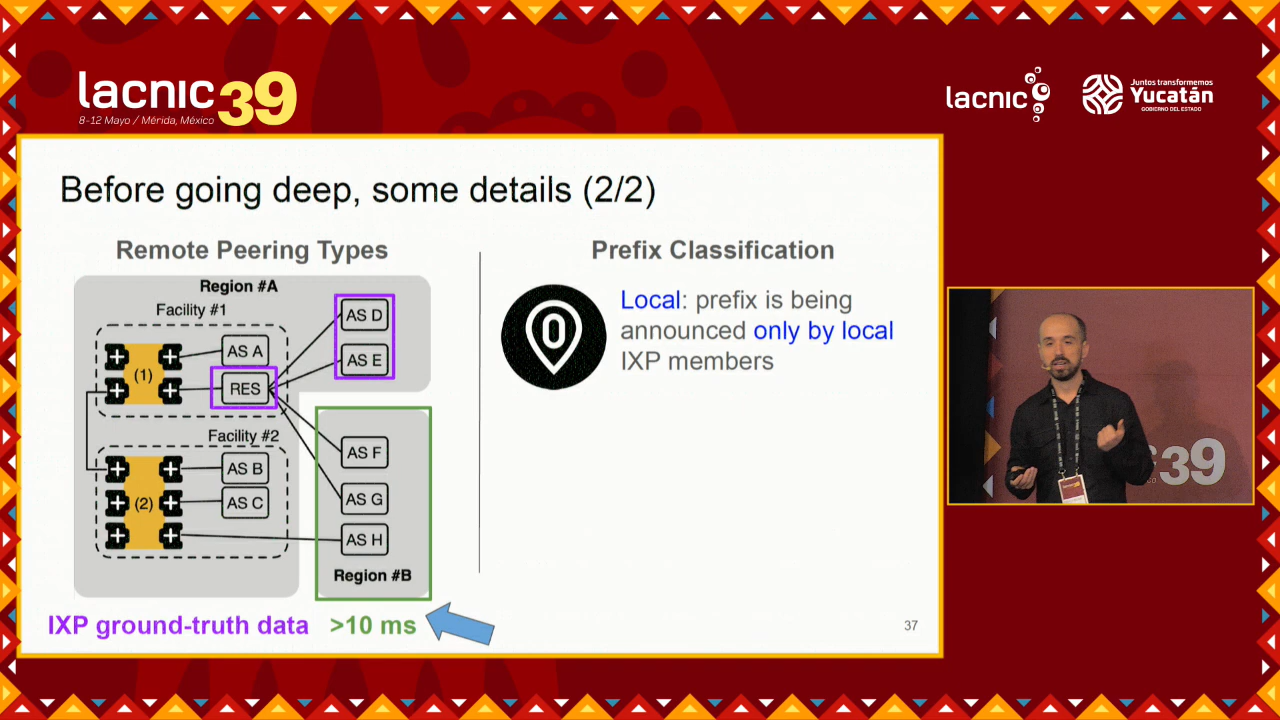 lacnic 39
8-12 Mayo / Mérida, México
lacnic
Juntos transformemos
Yucatán
GOBIERNO DEL ESTADO
Before going deep, some details (2/2)
Remote Peering Types
Region #A
Facility #1
AS D
AS A
AS E
(1)
RES
Facility #2
AS F
AS B
AS G
(2)
AS C
AS H
Region #B
IXP ground-truth data
>10 ms
Prefix Classification
Local: prefix is being
announced only by local
IXP members
37
39